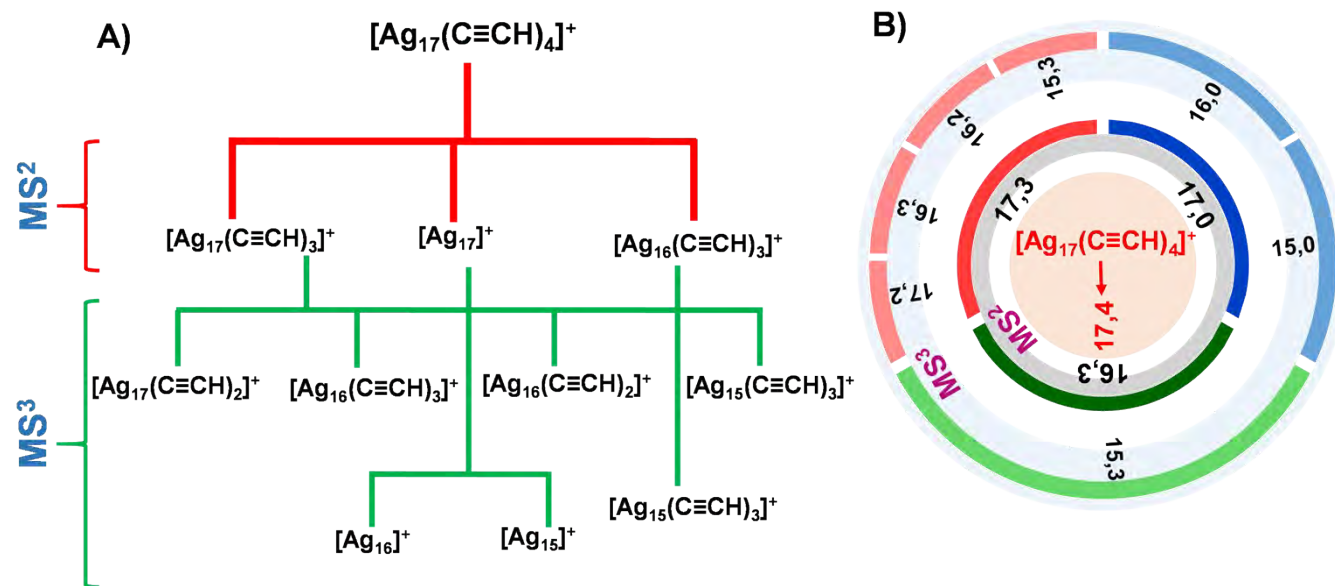 A)
[Ag₁₇(C≡CH)₄]⁺
MS²
[Ag₁₇(C≡CH)₃]⁺
[Ag₁₇]⁺
[Ag₁₆(C≡CH)₃]⁺
MS³
[Ag₁₇(C≡CH)₂]⁺
[Ag₁₆(C≡CH)₃]⁺
[Ag₁₆(C≡CH)₂]⁺
[Ag₁₅(C≡CH)₃]⁺
[Ag₁₆]⁺
[Ag₁₅]⁺
[Ag₁₅(C≡CH)₃]⁺
B)
15,3
16,0
16,2
16,3
17,2
17,3
17,0
15,0
[Ag₁₇(C≡CH)₄]⁺
17,4
MS²
16,3
MS³
15,3